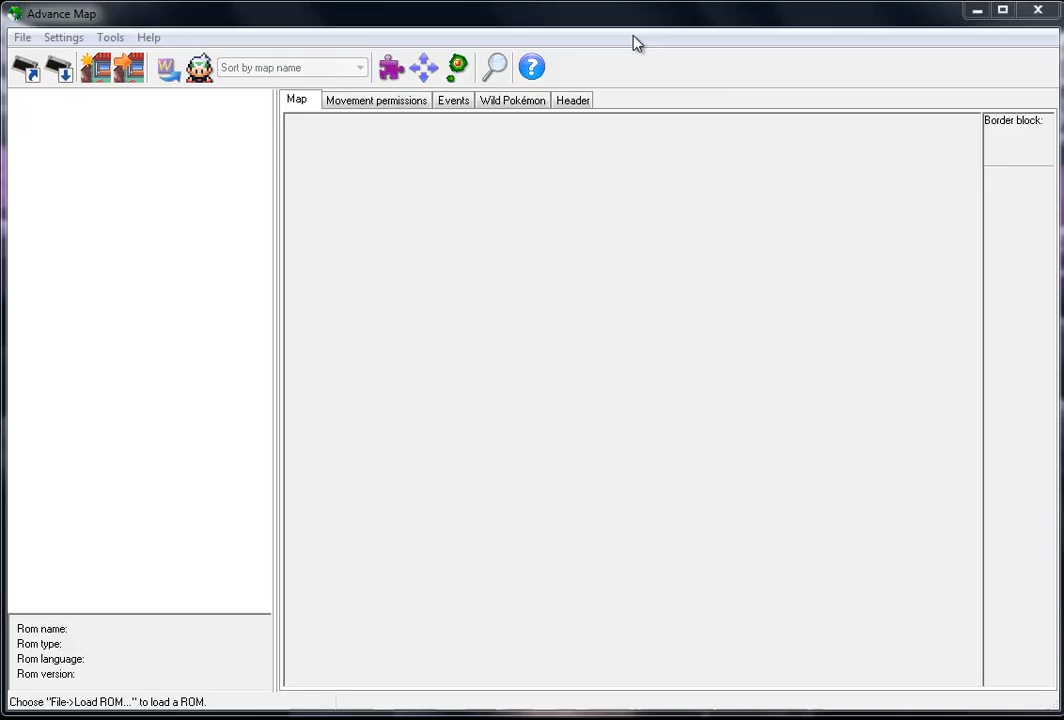 Advance Map
File Settings Tools Help
W Sort by map name ?
Map Movement permissions Events Wild Pokémon Header
Border block:
Rom name:
Rom type:
Rom language:
Rom version:
Choose "File->Load ROM..." to load a ROM.